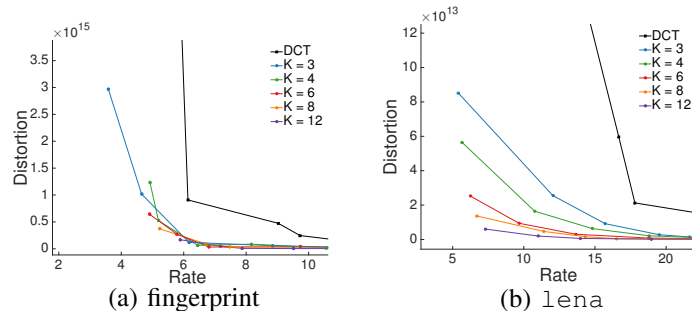 ×10^15
3.5
3
2.5
2
1.5
1
0.5
0
Distortion
2 4 6 8 10
Rate
DCT
K = 3
K = 4
K = 6
K = 8
K = 12
(a) fingerprint
×10^13
12
10
8
6
4
2
0
Distortion
5 10 15 20
Rate
DCT
K = 3
K = 4
K = 6
K = 8
K = 12
(b) lena